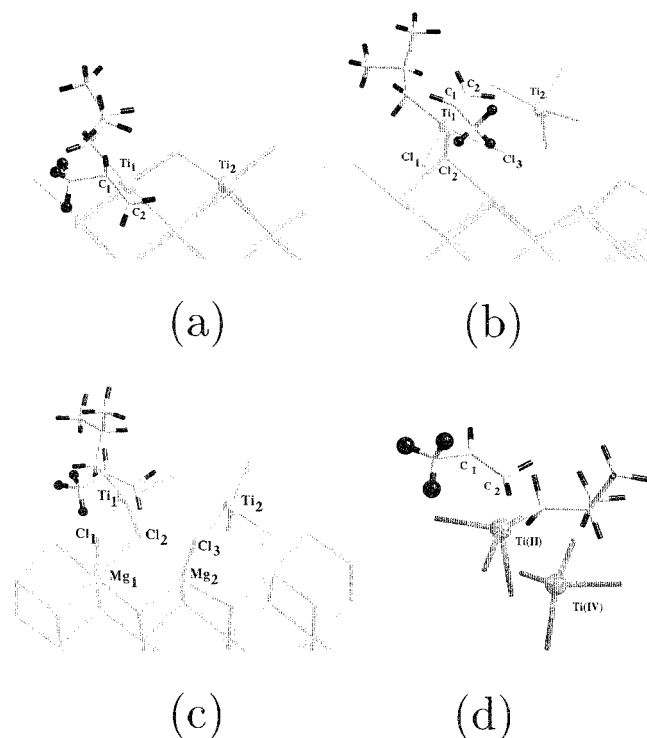 Ti1
Ti2
C1
C2
(a)
C2
C1
Ti2
Ti1
Cl1
Cl3
Cl2
(b)
Ti1
Ti2
Cl1
Cl2
Cl3
Mg1
Mg2
(c)
C1
C2
Ti(II)
Ti(IV)
(d)